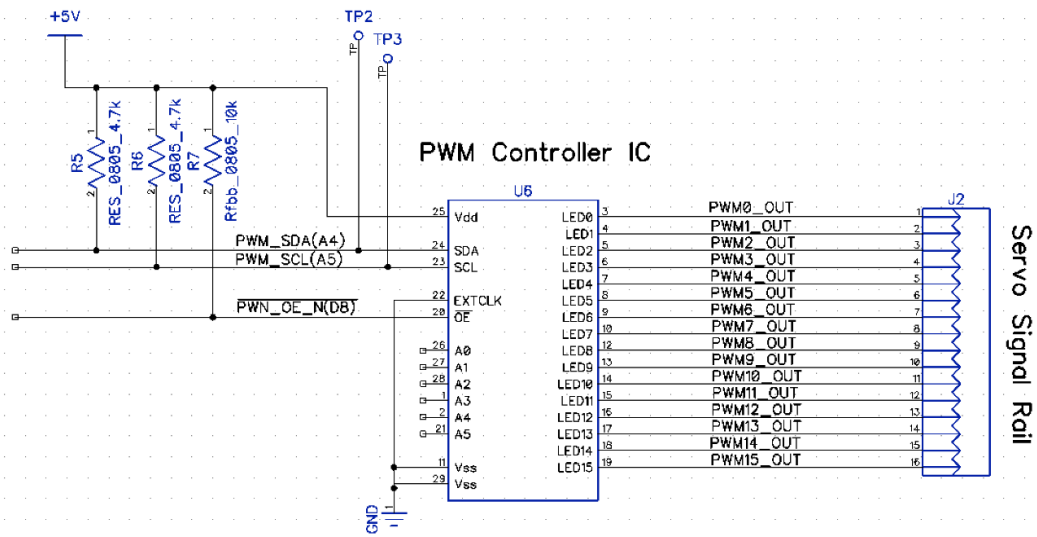 +5V
TP2
TP3
TP
TP
1
1
1
R5
RES_0805_4.7k
R6
RES_0805_4.7k
R7
Rfbb_0805_10k
2
2
2
PWM Controller IC
U6
J2
25 Vdd
LED0 3 PWM0_OUT 1
LED1 4 PWM1_OUT 2
PWM_SDA(A4) 24 SDA
LED2 5 PWM2_OUT 3
PWM_SCL(A5) 23 SCL
LED3 6 PWM3_OUT 4
LED4 7 PWM4_OUT 5
22 EXTCLK
LED5 8 PWM5_OUT 6
PWN_OE_N(D8) 20 OE
LED6 9 PWM6_OUT 7
LED7 10 PWM7_OUT 8
26 A0
LED8 12 PWM8_OUT 9
27 A1
LED9 13 PWM9_OUT 10
28 A2
LED10 14 PWM10_OUT 11
1 A3
LED11 15 PWM11_OUT 12
2 A4
LED12 16 PWM12_OUT 13
21 A5
LED13 17 PWM13_OUT 14
LED14 18 PWM14_OUT 15
11 Vss
LED15 19 PWM15_OUT 16
29 Vss
1
GND
Servo Signal Rail